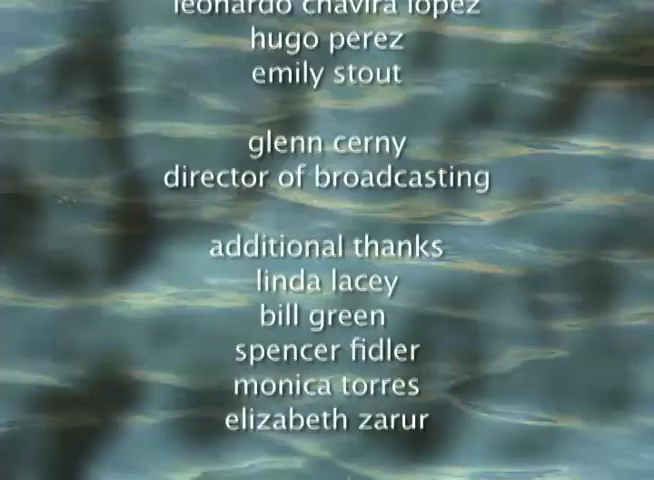 leonardo chavira lopez
hugo perez
emily stout
glenn cerny
director of broadcasting
additional thanks
linda lacey
bill green
spencer fidler
monica torres
elizabeth zarur